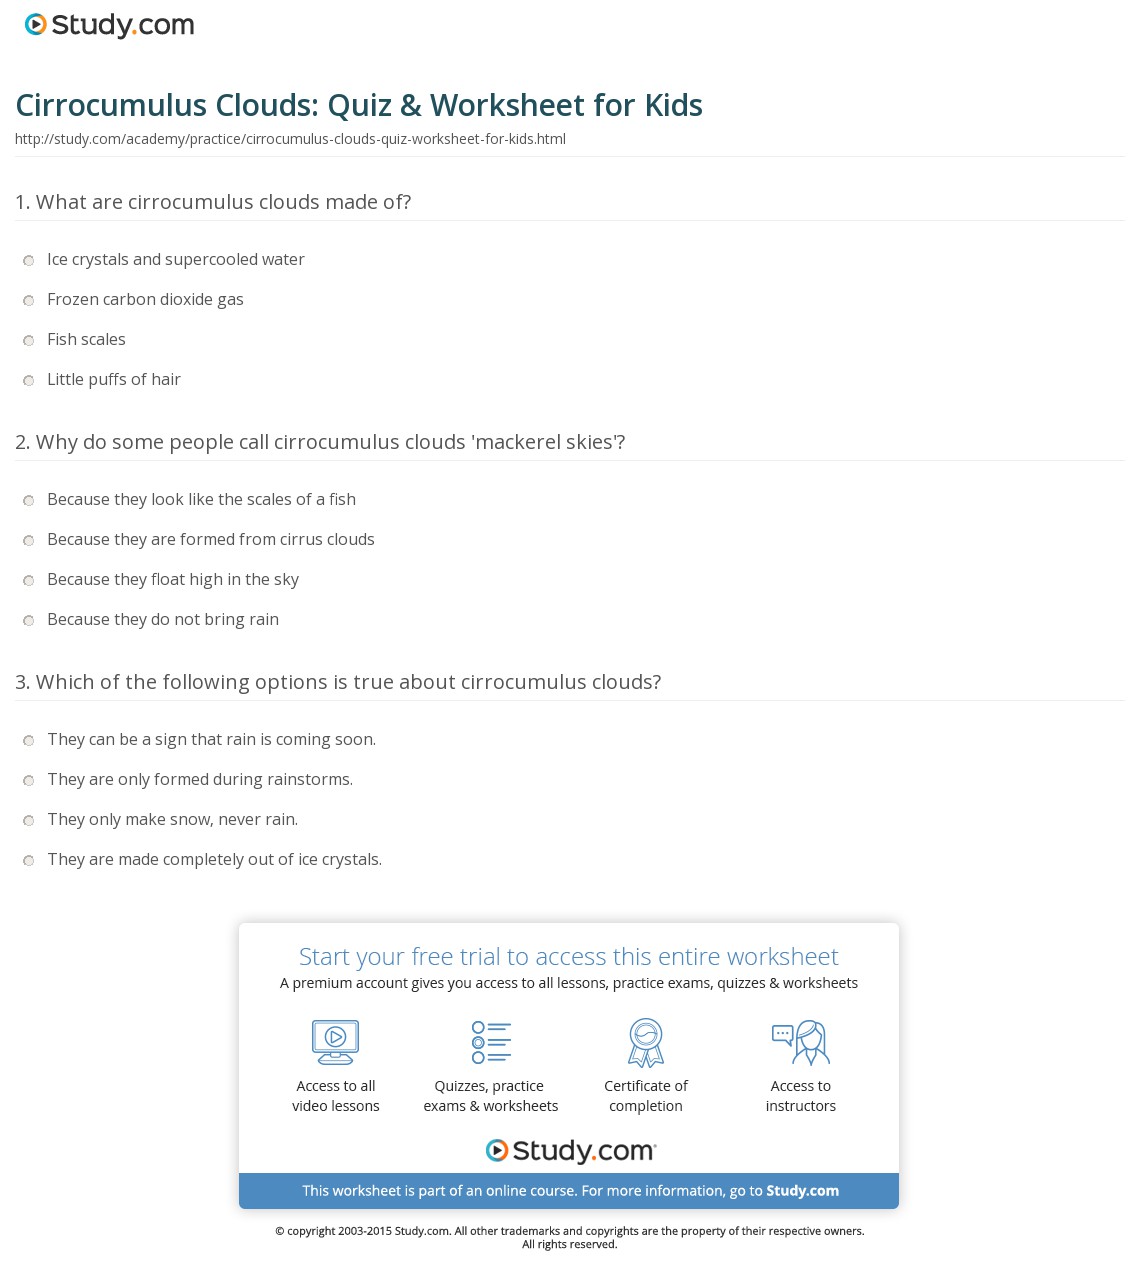 Study.com
Cirrocumulus Clouds: Quiz & Worksheet for Kids
http://study.com/academy/practice/cirrocumulus-clouds-quiz-worksheet-for-kids.html
1. What are cirrocumulus clouds made of?
Ice crystals and supercooled water
Frozen carbon dioxide gas
Fish scales
Little puffs of hair
2. Why do some people call cirrocumulus clouds 'mackerel skies'?
Because they look like the scales of a fish
Because they are formed from cirrus clouds
Because they float high in the sky
Because they do not bring rain
3. Which of the following options is true about cirrocumulus clouds?
They can be a sign that rain is coming soon.
They are only formed during rainstorms.
They only make snow, never rain.
They are made completely out of ice crystals.
Start your free trial to access this entire worksheet
A premium account gives you access to all lessons, practice exams, quizzes & worksheets
Access to all
video lessons
Quizzes, practice
exams & worksheets
Certificate of
completion
Access to
instructors
Study.com
This worksheet is part of an online course. For more information, go to Study.com
© copyright 2003-2015 Study.com. All other trademarks and copyrights are the property of their respective owners.
All rights reserved.